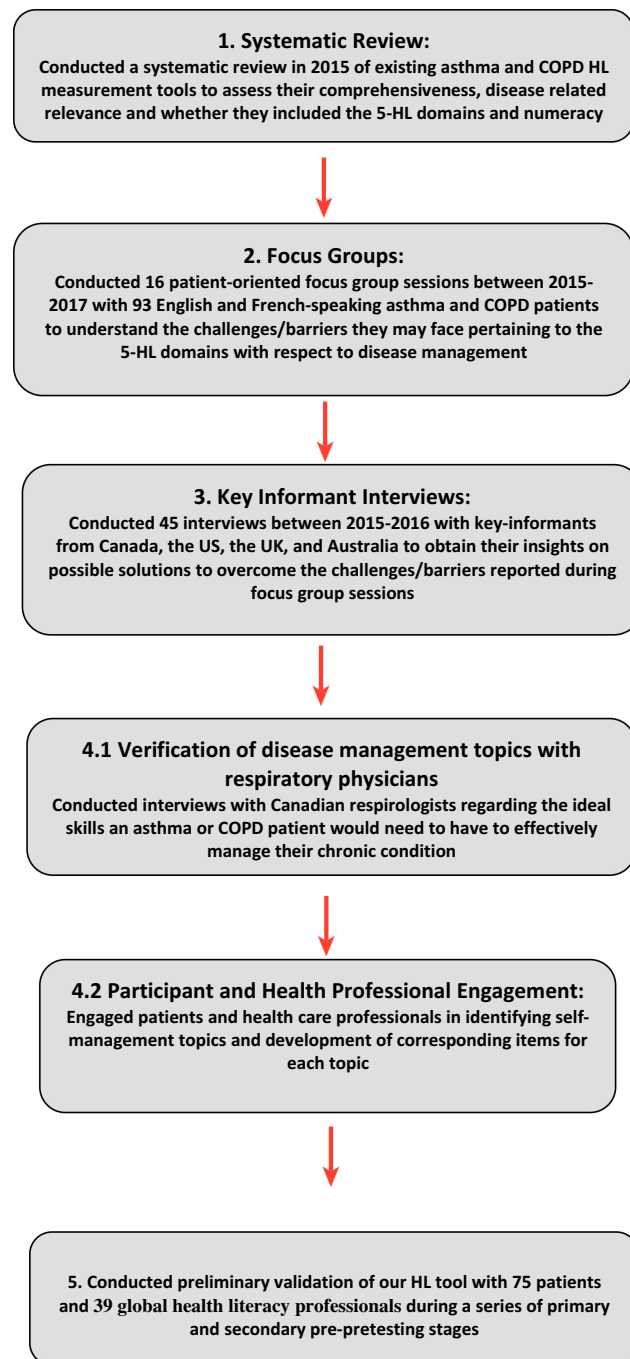 1. Systematic Review:
Conducted a systematic review in 2015 of existing asthma and COPD HL
measurement tools to assess their comprehensiveness, disease related
relevance and whether they included the 5-HL domains and numeracy
2. Focus Groups:
Conducted 16 patient-oriented focus group sessions between 2015-
2017 with 93 English and French-speaking asthma and COPD patients
to understand the challenges/barriers they may face pertaining to the
5-HL domains with respect to disease management
3. Key Informant Interviews:
Conducted 45 interviews between 2015-2016 with key-informants
from Canada, the US, the UK, and Australia to obtain their insights on
possible solutions to overcome the challenges/barriers reported during
focus group sessions
4.1 Verification of disease management topics with
respiratory physicians
Conducted interviews with Canadian respirologists regarding the ideal
skills an asthma or COPD patient would need to have to effectively
manage their chronic condition
4.2 Participant and Health Professional Engagement:
Engaged patients and health care professionals in identifying self-
management topics and development of corresponding items for
each topic
5. Conducted preliminary validation of our HL tool with 75 patients
and 39 global health literacy professionals during a series of primary
and secondary pre-pretesting stages